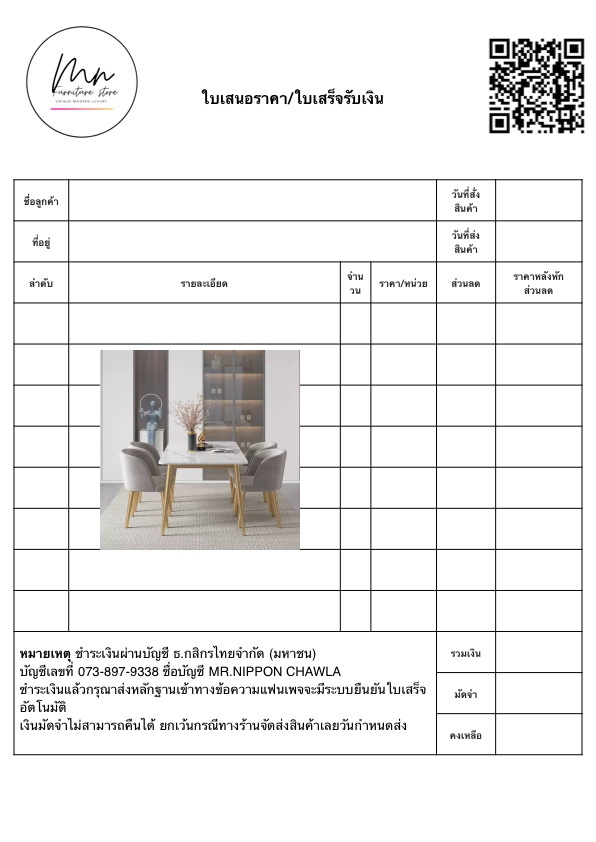 Mn
Furniture store
UNIQUE MODERN LUXURY
ใบเสนอราคา/ใบเสร็จรับเงิน
ชื่อลูกค้า
วันที่สั่ง
สินค้า
ที่อยู่
วันที่ส่ง
สินค้า
ลำดับ
รายละเอียด
จำน
วน
ราคา/หน่วย
ส่วนลด
ราคาหลังหัก
ส่วนลด
หมายเหตุ ชำระเงินผ่านบัญชี ธ.กสิกรไทยจำกัด (มหาชน)
บัญชีเลขที่ 073-897-9338 ชื่อบัญชี MR.NIPPON CHAWLA
ชำระเงินแล้วกรุณาส่งหลักฐานเข้าทางข้อความแฟนเพจจะมีระบบยืนยันใบเสร็จ
อัตโนมัติ
เงินมัดจำไม่สามารถคืนได้ ยกเว้นกรณีทางร้านจัดส่งสินค้าเลยวันกำหนดส่ง
รวมเงิน
มัดจำ
คงเหลือ